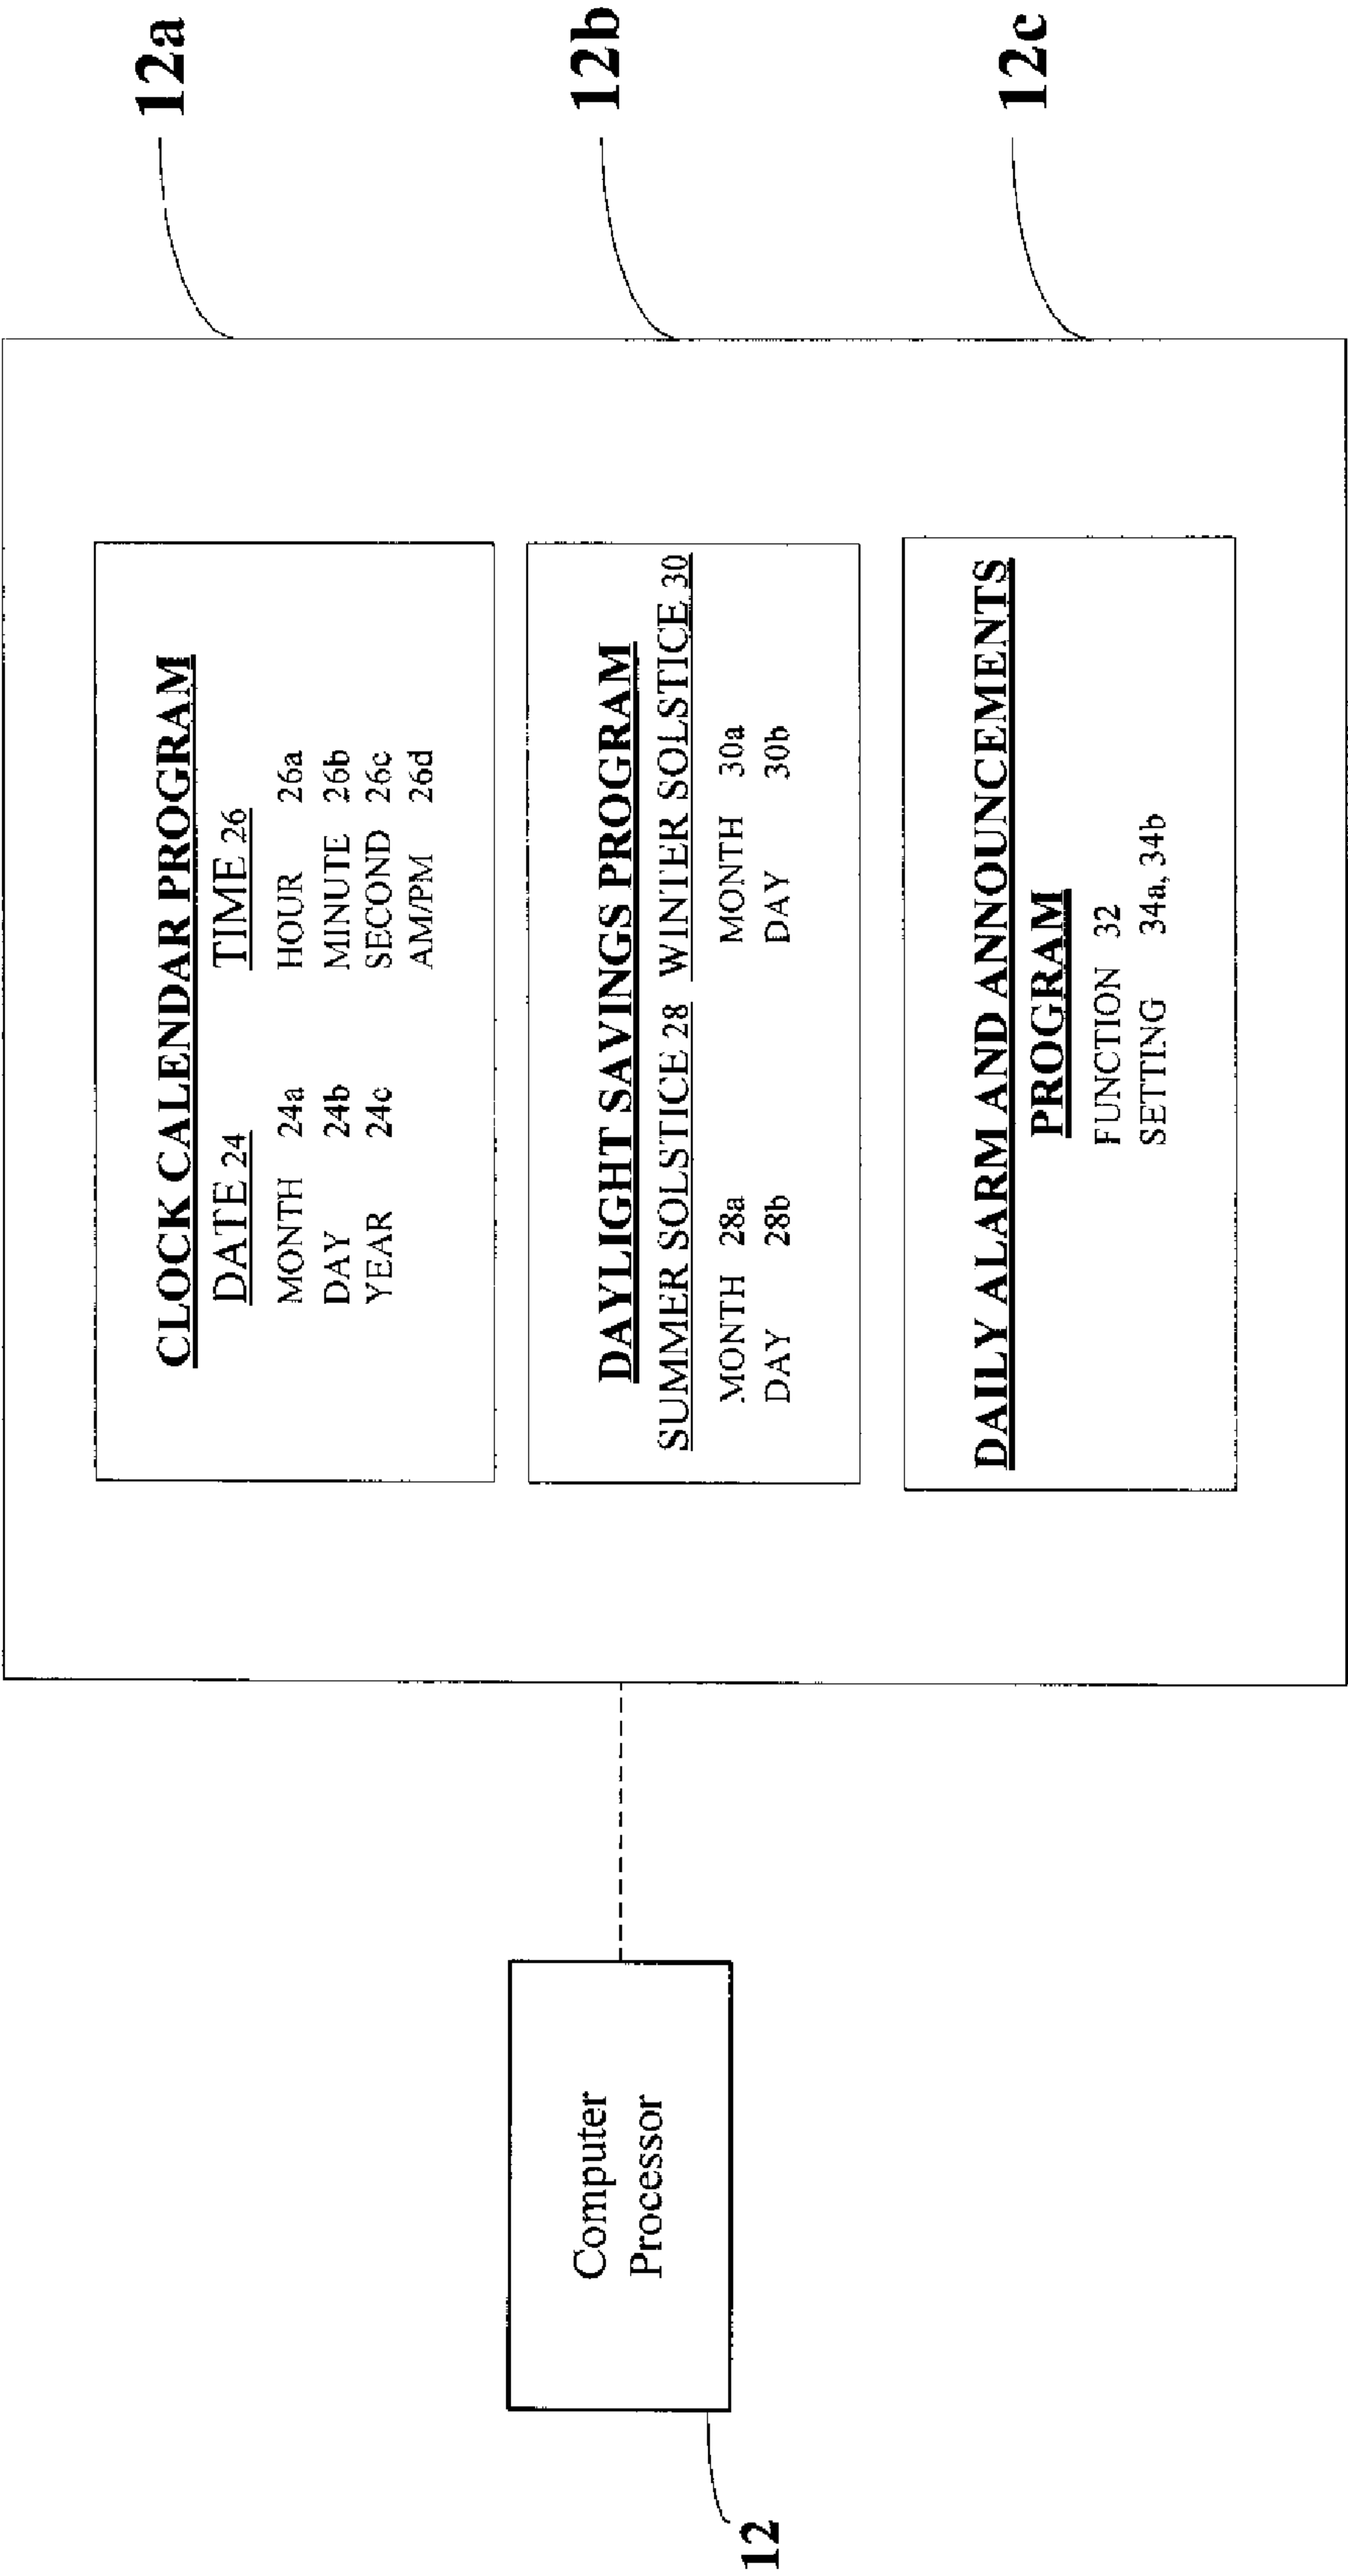 12a
CLOCK CALENDAR PROGRAM
DATE 24 TIME 26
MONTH 24a HOUR 26a
DAY 24b MINUTE 26b
YEAR 24c SECOND 26c
AM/PM 26d
12b
DAYLIGHT SAVINGS PROGRAM
SUMMER SOLSTICE 28 WINTER SOLSTICE 30
MONTH 28a MONTH 30a
DAY 28b DAY 30b
12c
DAILY ALARM AND ANNOUNCEMENTS
PROGRAM
FUNCTION 32
SETTING 34a, 34b
Computer
Processor
12